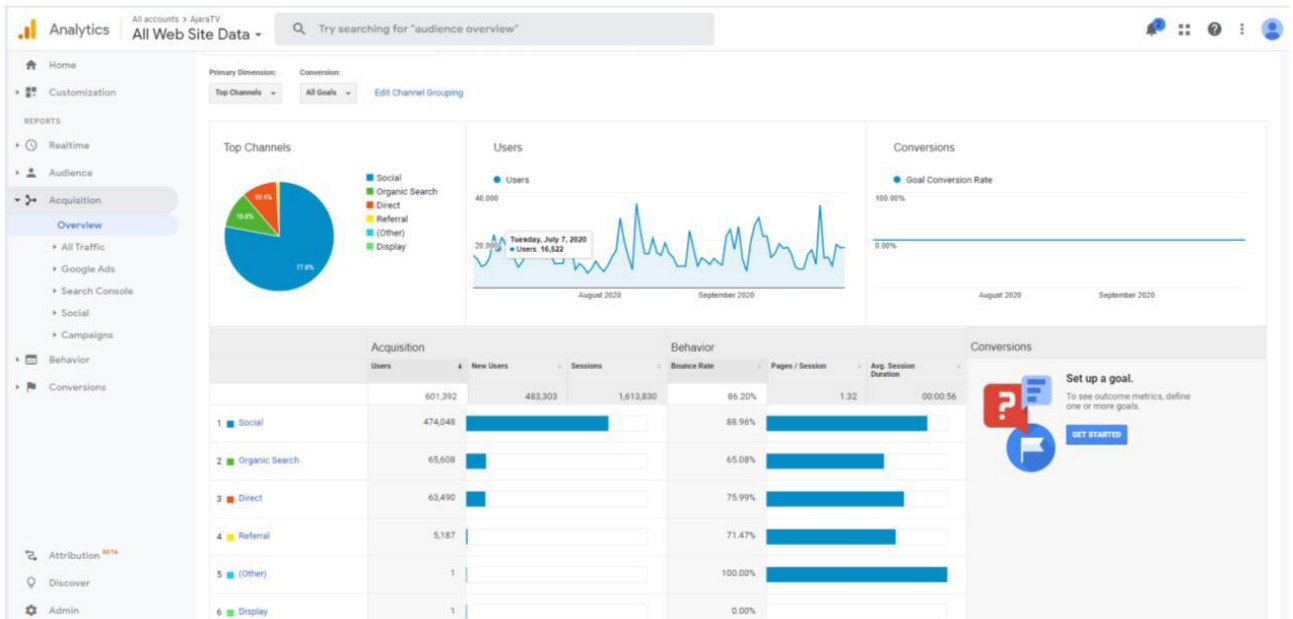 All accounts > AjaraTV
Analytics
All Web Site Data
Try searching for "audience overview"
2
Home
Customization
REPORTS
Realtime
Audience
Acquisition
Overview
All Traffic
Google Ads
Search Console
Social
Campaigns
Behavior
Conversions
Attribution BETA
Discover
Admin
Primary Dimension: Conversion:
Top Channels All Goals Edit Channel Grouping
Top Channels
Social
Organic Search
Direct
Referral
(Other)
Display
10.4%
10.8%
77.8%
Users
Users
40,000
20,000
Tuesday, July 7, 2020
Users: 16,522
August 2020 September 2020
Conversions
Goal Conversion Rate
100.00%
0.00%
August 2020 September 2020
Acquisition Behavior Conversions
Users New Users Sessions Bounce Rate Pages / Session Avg. Session Duration
601,392 483,303 1,613,830 86.20% 1.32 00:00:56
1 Social 474,048 88.96%
2 Organic Search 65,608 65.08%
3 Direct 63,490 75.99%
4 Referral 5,187 71.47%
5 (Other) 1 100.00%
6 Display 1 0.00%
Set up a goal.
To see outcome metrics, define
one or more goals.
GET STARTED